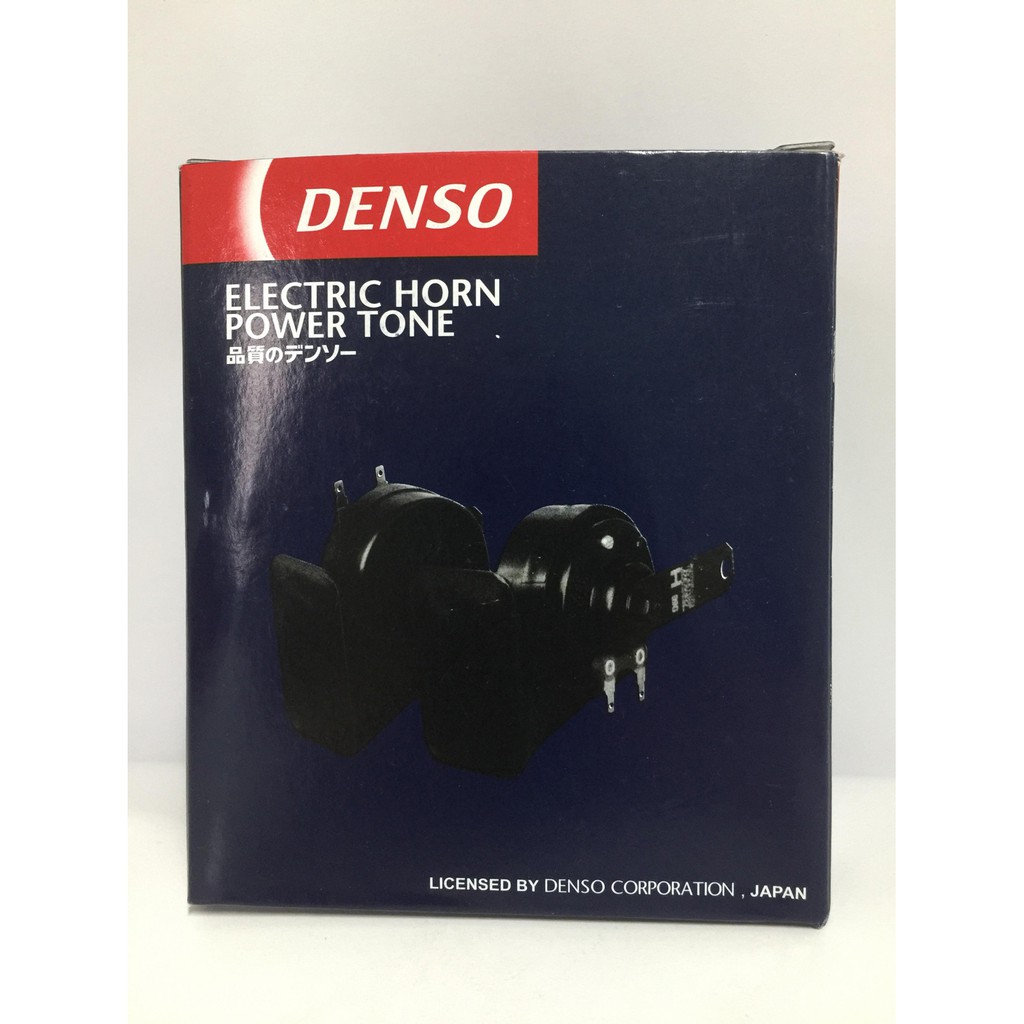 DENSO
ELECTRIC HORN
POWER TONE
品質のデンソー
H
LICENSED BY DENSO CORPORATION , JAPAN